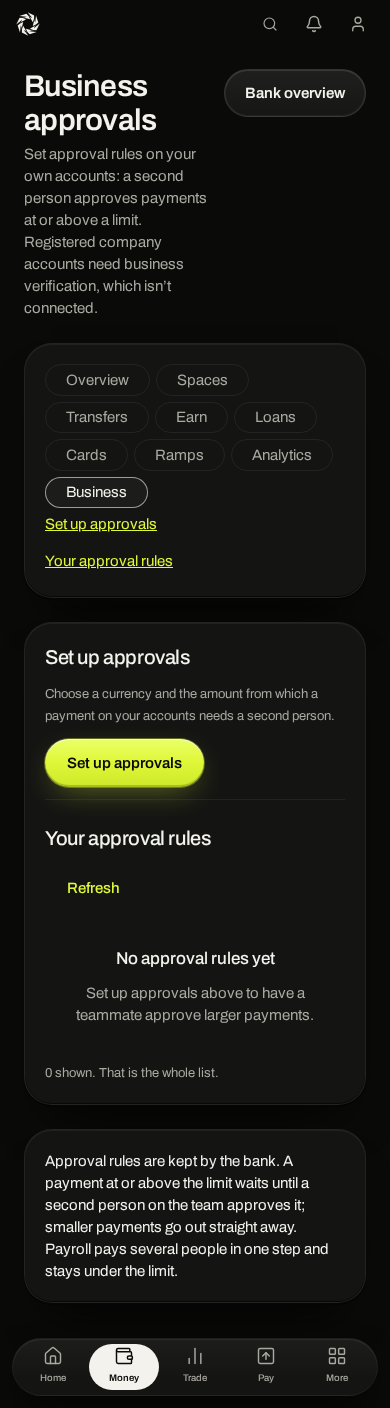 Business
approvals
Bank overview
Set approval rules on your
own accounts: a second
person approves payments
at or above a limit.
Registered company
accounts need business
verification, which isn’t
connected.
Overview
Spaces
Transfers
Earn
Loans
Cards
Ramps
Analytics
Business
Set up approvals
Your approval rules
Set up approvals
Choose a currency and the amount from which a
payment on your accounts needs a second person.
Set up approvals
Your approval rules
Refresh
No approval rules yet
Set up approvals above to have a
teammate approve larger payments.
0 shown. That is the whole list.
Approval rules are kept by the bank. A
payment at or above the limit waits until a
second person on the team approves it;
smaller payments go out straight away.
Payroll pays several people in one step and
stays under the limit.
Home
Money
Trade
Pay
More